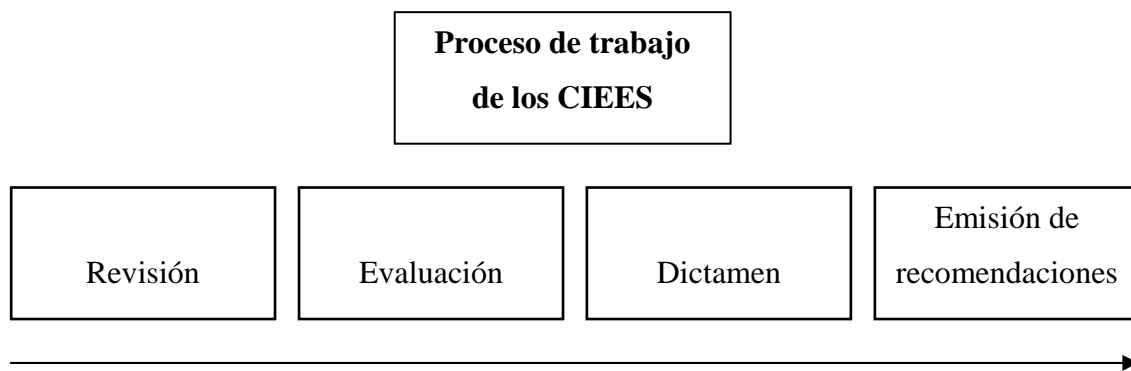 Proceso de trabajo
de los CIEES
Revisión
Evaluación
Dictamen
Emisión de
recomendaciones